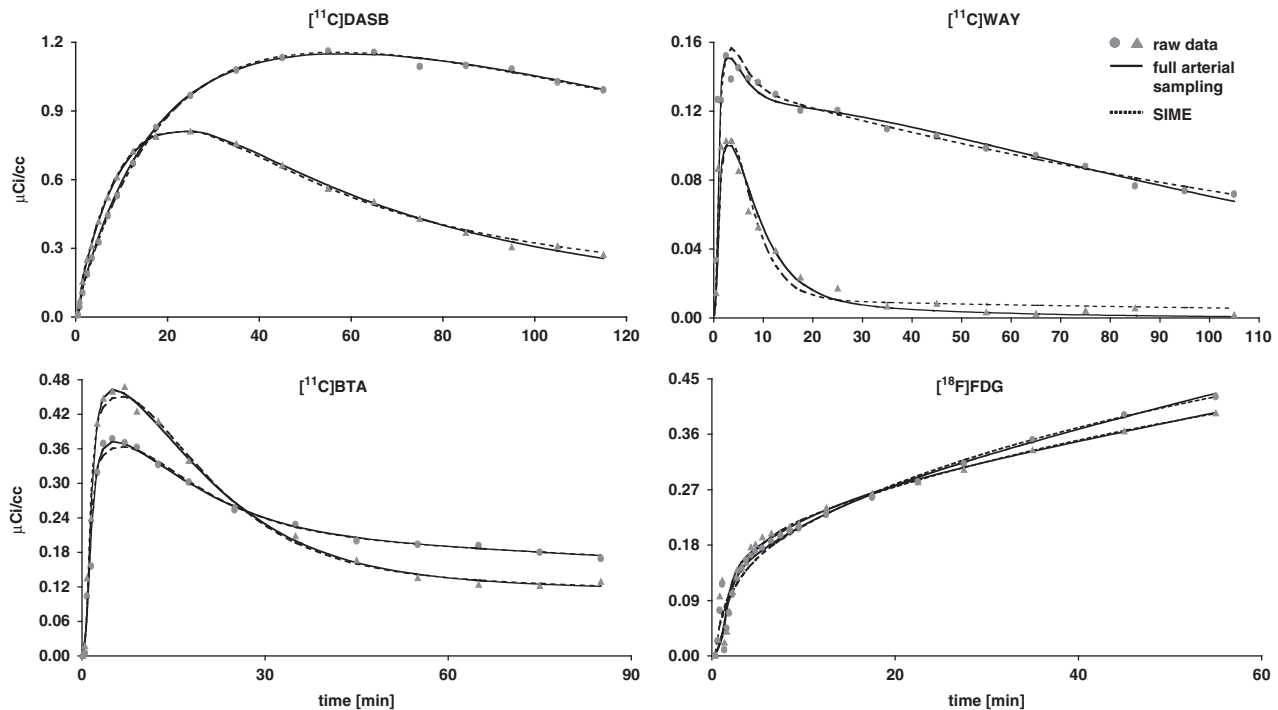 [¹¹C]DASB
[¹¹C]WAY
μCi/cc
1.2
0.9
0.6
0.3
0.0
0 20 40 60 80 100 120
0.16
0.12
0.08
0.04
0.00
0 10 20 30 40 50 60 70 80 90 100 110
raw data
full arterial
sampling
SIME
[¹¹C]BTA
[¹⁸F]FDG
μCi/cc
0.48
0.42
0.36
0.30
0.24
0.18
0.12
0.06
0.00
0 30 60 90
time [min]
0.45
0.36
0.27
0.18
0.09
0.00
0 20 40 60
time [min]